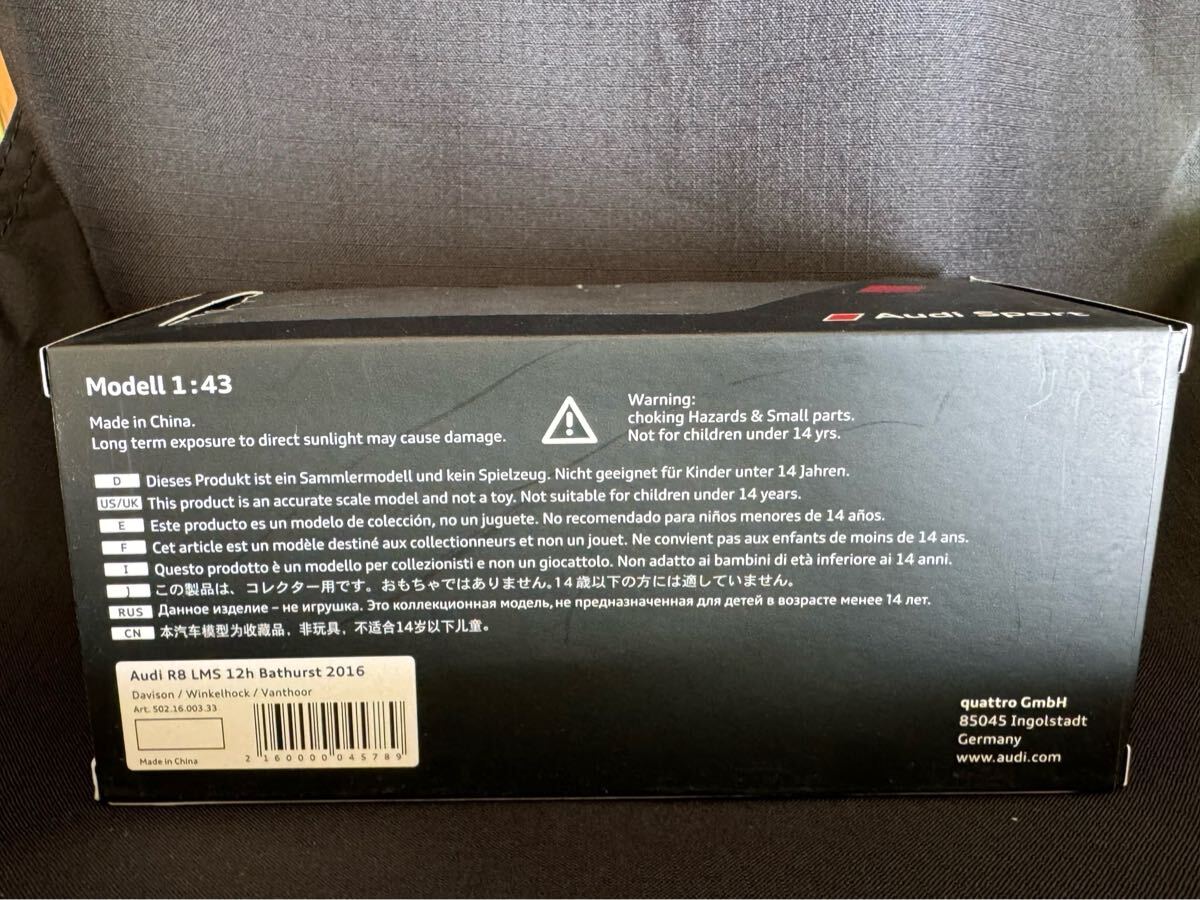 Audi Sport
Modell 1:43
Made in China.
Long term exposure to direct sunlight may cause damage.
Warning:
choking Hazards & Small parts.
Not for children under 14 yrs.
D Dieses Produkt ist ein Sammlermodell und kein Spielzeug. Nicht geeignet für Kinder unter 14 Jahren.
US/UK This product is an accurate scale model and not a toy. Not suitable for children under 14 years.
E Este producto es un modelo de colección, no un juguete. No recomendado para niños menores de 14 años.
F Cet article est un modèle destiné aux collectionneurs et non un jouet. Ne convient pas aux enfants de moins de 14 ans.
I Questo prodotto è un modello per collezionisti e non un giocattolo. Non adatto ai bambini di età inferiore ai 14 anni.
J この製品は、コレクター用です。おもちゃではありません。14歳以下の方には適していません。
RUS Данное изделие – не игрушка. Это коллекционная модель, не предназначенная для детей в возрасте менее 14 лет.
CN 本汽车模型为收藏品，非玩具，不适合14岁以下儿童。
Audi R8 LMS 12h Bathurst 2016
Davison / Winkelhock / Vanthoor
Art. 502.16.003.33
Made in China
2 160000 045789
quattro GmbH
85045 Ingolstadt
Germany
www.audi.com